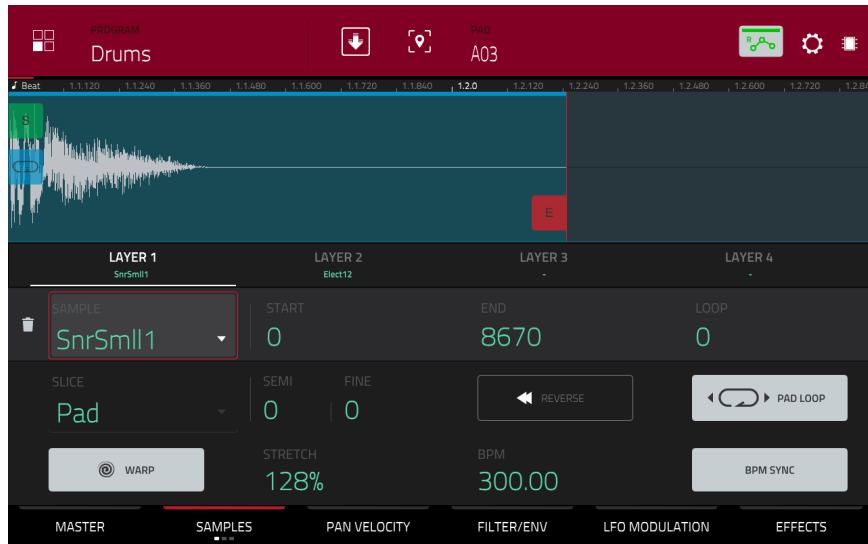 PROGRAM PAD
Drums A03
R
Beat 1.1.120 1.1.240 1.1.360 1.1.480 1.1.600 1.1.720 1.1.840 1.2.0 1.2.120 1.2.240 1.2.360 1.2.480 1.2.600 1.2.720 1.2.84
S
E
LAYER 1 LAYER 2 LAYER 3 LAYER 4
SnrSmll1 Elect12 - -
SAMPLE START END LOOP
SnrSmll1 0 8670 0
SLICE SEMI FINE
Pad 0 0 REVERSE PAD LOOP
STRETCH BPM
WARP 128% 300.00 BPM SYNC
MASTER SAMPLES PAN VELOCITY FILTER/ENV LFO MODULATION EFFECTS